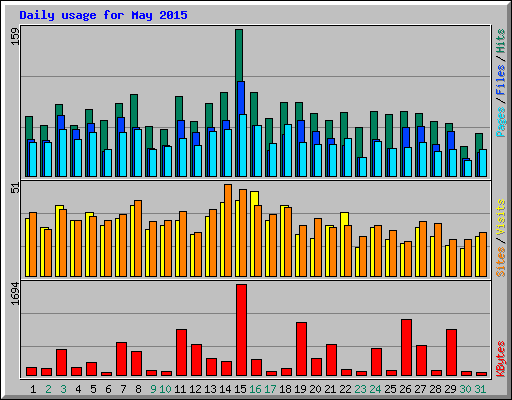 Daily usage for May 2015
159
Pages / Files / Hits
51
Sites / Visits
1694
KBytes
1 2 3 4 5 6 7 8 9 10 11 12 13 14 15 16 17 18 19 20 21 22 23 24 25 26 27 28 29 30 31